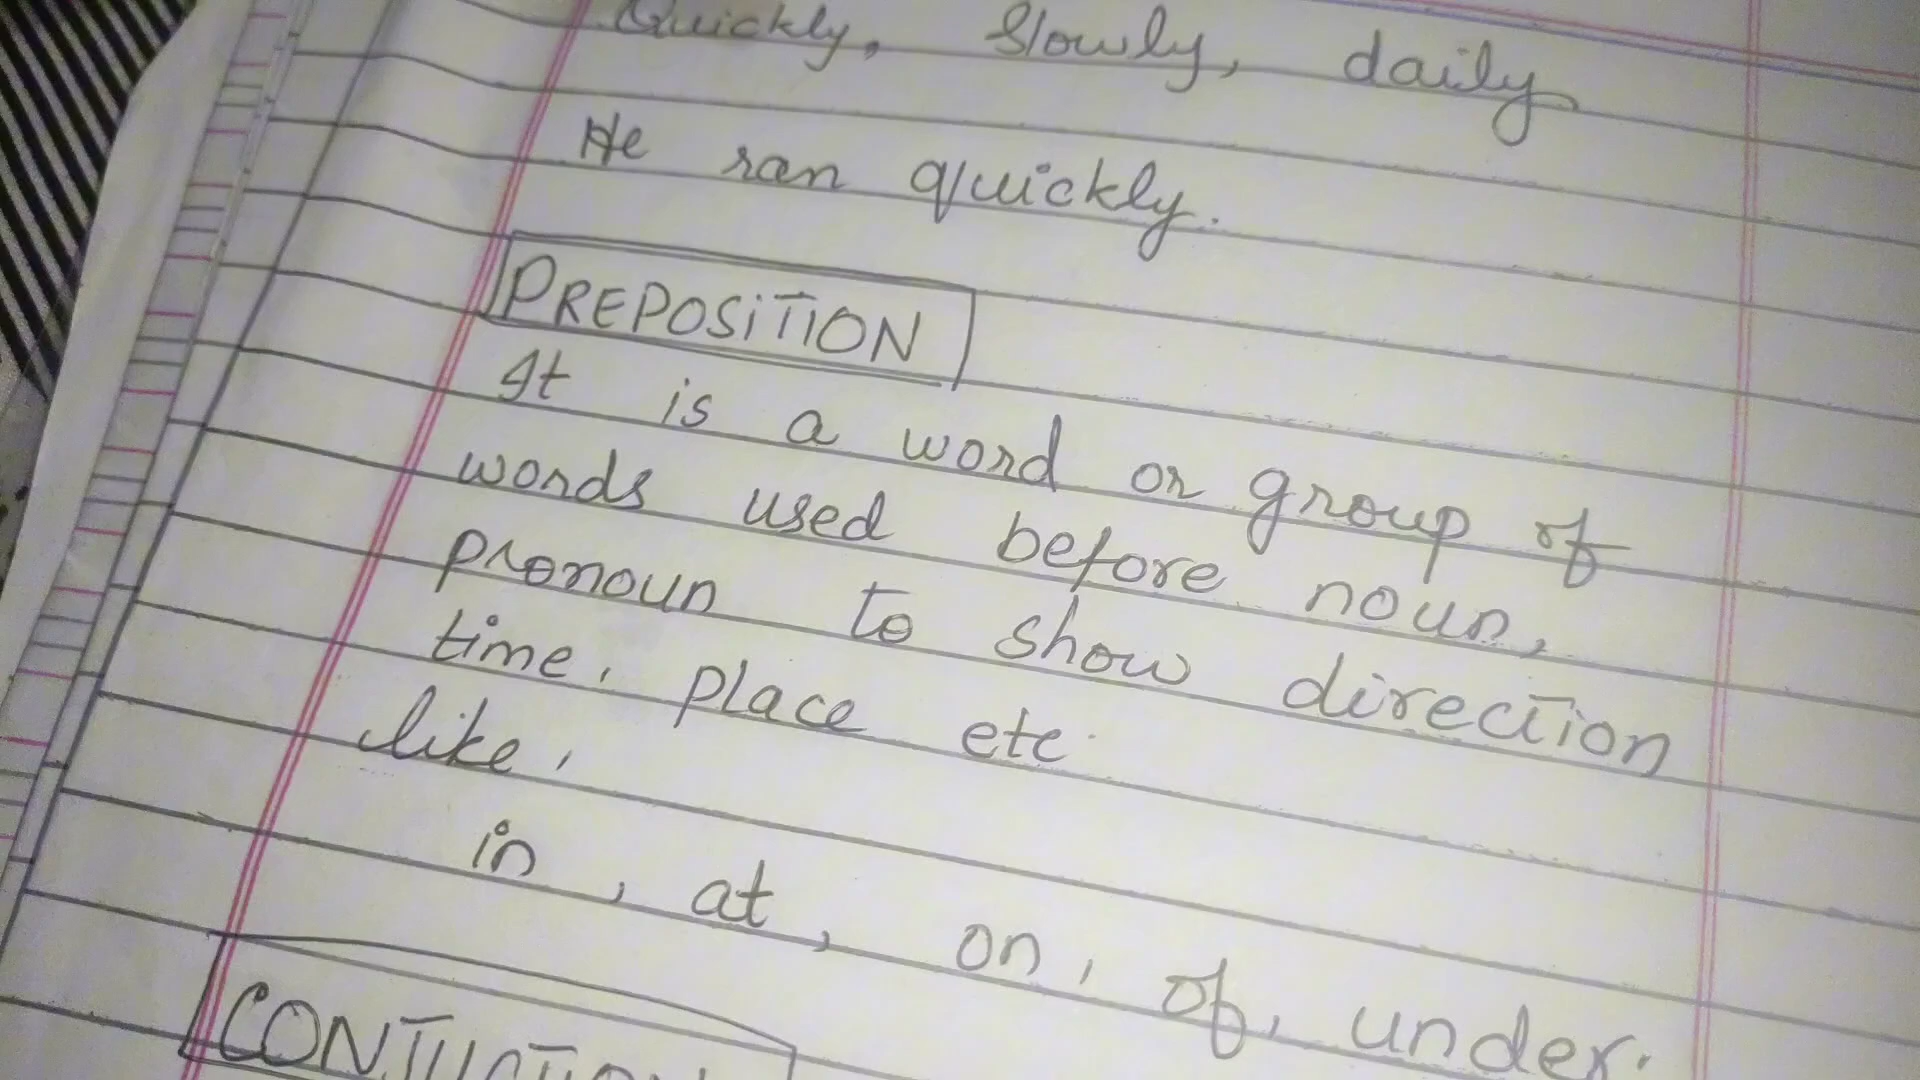 Quickly, Slowly, daily
He ran quickly.
PREPOSITION
It is a word or group of
words used before noun,
pronoun to show direction
time, place etc.
like,
in, at, on, of, under.